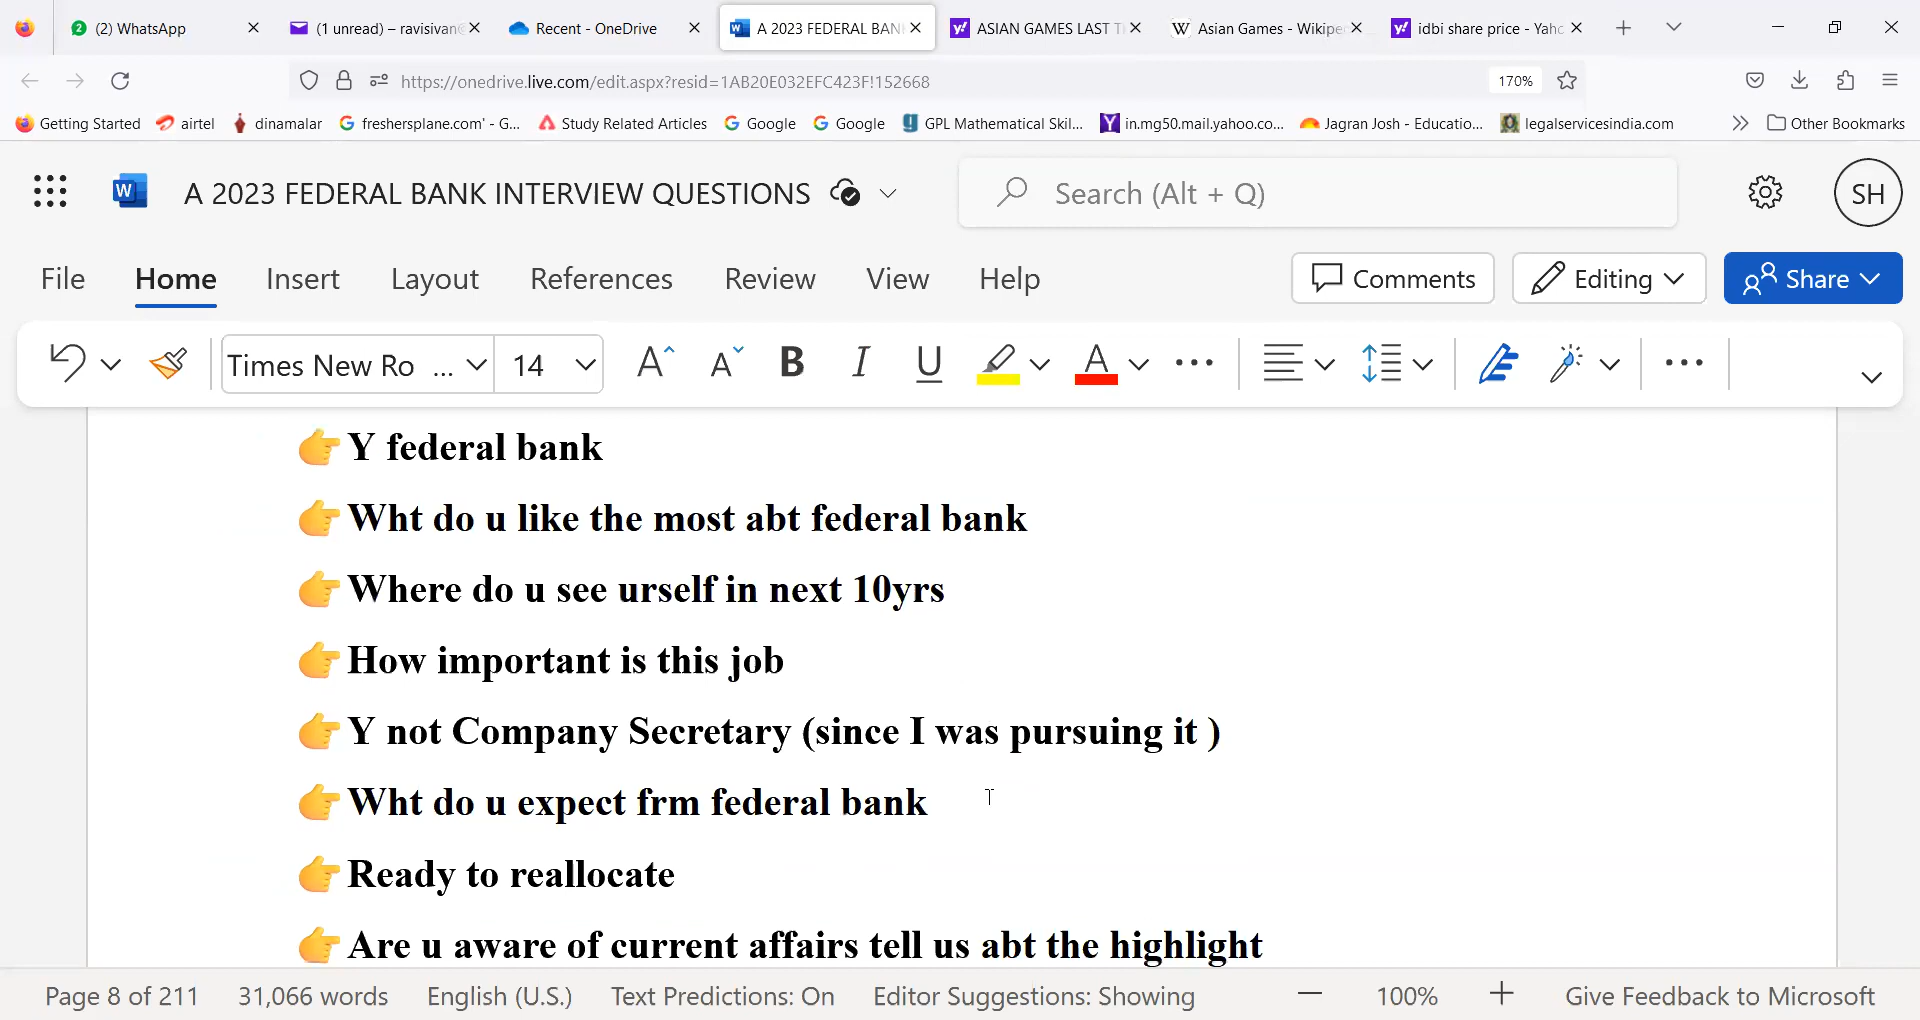 (2) WhatsApp
(1 unread) – ravisivan@
Recent - OneDrive
A 2023 FEDERAL BAN
ASIAN GAMES LAST T
Asian Games - Wikipe
idbi share price - Yaho
https://onedrive.live.com/edit.aspx?resid=1AB20E032EFC423F!152668
170%
Getting Started
airtel
dinamalar
freshersplane.com' - G...
Study Related Articles
Google
Google
GPL Mathematical Skil...
in.mg50.mail.yahoo.co...
Jagran Josh - Educatio...
legalservicesindia.com
Other Bookmarks
A 2023 FEDERAL BANK INTERVIEW QUESTIONS
Search (Alt + Q)
SH
File Home Insert Layout References Review View Help
Comments
Editing
Share
Times New Ro ...
14
👉Y federal bank
👉Wht do u like the most abt federal bank
👉Where do u see urself in next 10yrs
👉How important is this job
👉Y not Company Secretary (since I was pursuing it )
👉Wht do u expect frm federal bank
👉Ready to reallocate
👉Are u aware of current affairs tell us abt the highlight
Page 8 of 211 31,066 words English (U.S.) Text Predictions: On Editor Suggestions: Showing 100% Give Feedback to Microsoft